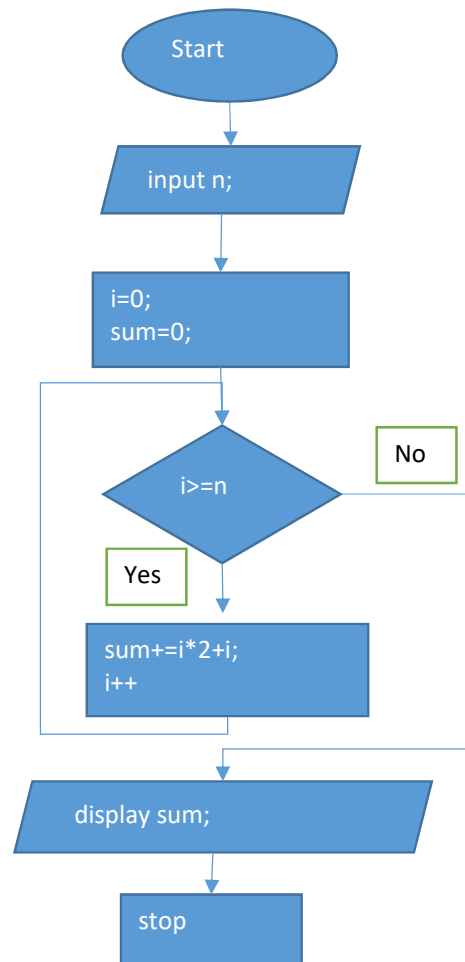 Start
input n;
i=0;
sum=0;
i>=n
No
Yes
sum+=i*2+i;
i++
display sum;
stop